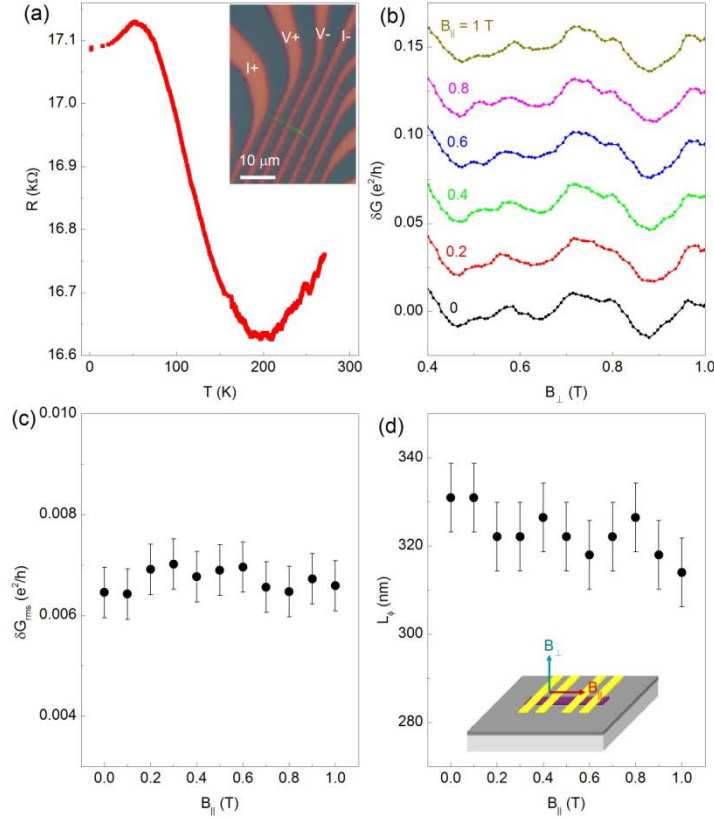 (a)
17.1
17.0
16.9
16.8
16.7
16.6
R (kΩ)
0
100
200
300
T (K)
I+
V+
V-
I-
10 μm
(b)
B|| = 1 T
0.8
0.6
0.4
0.2
0
0.15
0.10
0.05
0.00
δG (e²/h)
0.4
0.6
0.8
1.0
B⊥ (T)
(c)
0.010
0.008
0.006
0.004
δGrms (e²/h)
0.0
0.2
0.4
0.6
0.8
1.0
B|| (T)
(d)
340
320
300
280
Lϕ (nm)
B⊥
B||
0.0
0.2
0.4
0.6
0.8
1.0
B|| (T)